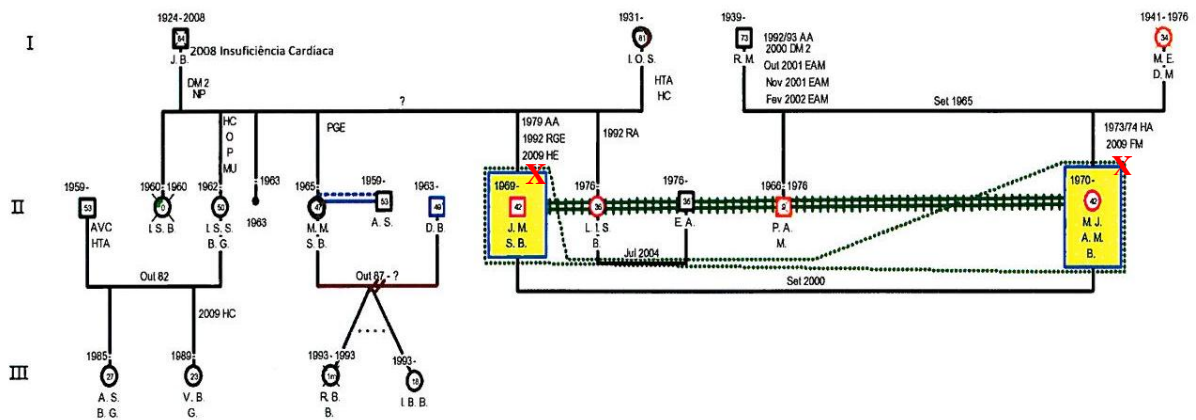 1924-2008
1931-
1939-
1941-1976
I
84
2008 Insuficiência Cardíaca
81
73
1992/93 AA
34
J. B.
I. O. S.
R. M.
2000 DM 2
M. E.
D. M
Out 2001 EAM
DM 2
NP
HTA
HC
Nov 2001 EAM
Fev 2002 EAM
?
Set 1965
HC
O
P
MU
PGE
1979 AA
1992 RGE
2009 HE
1992 RA
1973/74 HA
2009 FM
X
X
1959-
1960-
1960
1962-
1963
1965-
1959-
1963-
1969-
1976-
1976-
1966-
1976
1970-
II
53
0
50
47
53
49
42
36
35
9
42
1963
AVC
HTA
I. S. B
I. S. S.
B. G.
M. M.
S. B.
A. S.
D. B.
J. M.
S. B.
L. I. S
B.
E. A.
P. A.
M.
M. J.
A. M.
B.
Jul 2004
Out 82
Out 87 - ?
Set 2000
2009 HC
1985-
1989-
1993-
1993
1993-
III
27
23
1m
18
A. S.
B. G.
V. B.
G.
R. B.
B.
I. B. B.